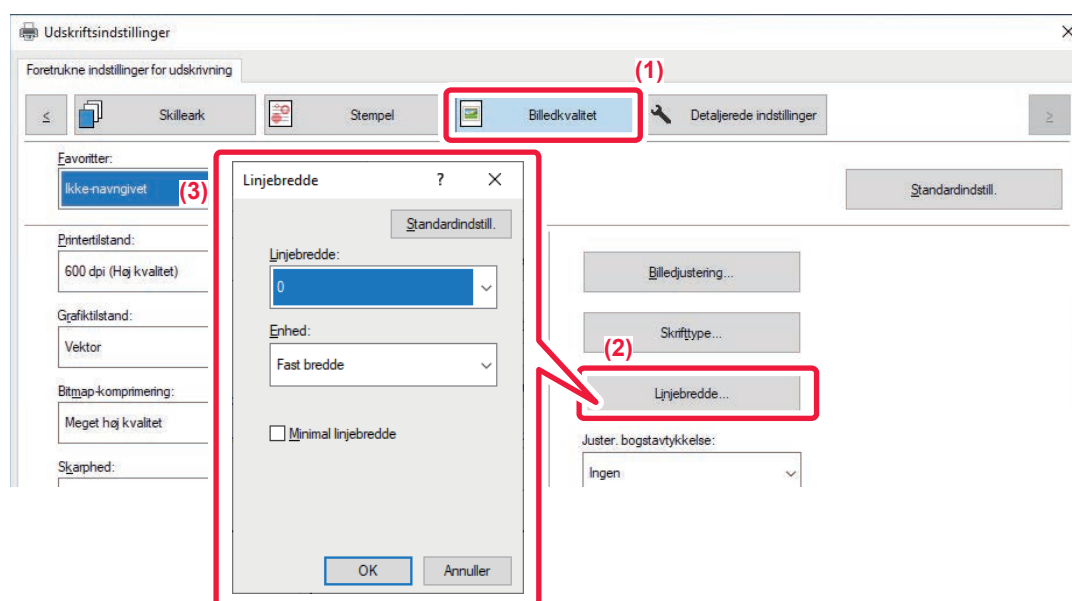 Udskriftsindstillinger
Foretrukne indstillinger for udskrivning
(1)
≤ Skilleark Stempel Billedkvalitet Detaljerede indstillinger ≥
Favoritter:
Ikke-navngivet
Standardindstill.
Printertilstand:
600 dpi (Høj kvalitet)
Grafiktilstand:
Vektor
Bitmap-komprimering:
Meget høj kvalitet
Skarphed:
(3)
Linjebredde ?
Standardindstill.
Linjebredde:
0
Enhed:
Fast bredde
Minimal linjebredde
OK Annuller
Billedjustering...
Skrifttype...
(2)
Linjebredde...
Juster. bogstavtykkelse:
Ingen